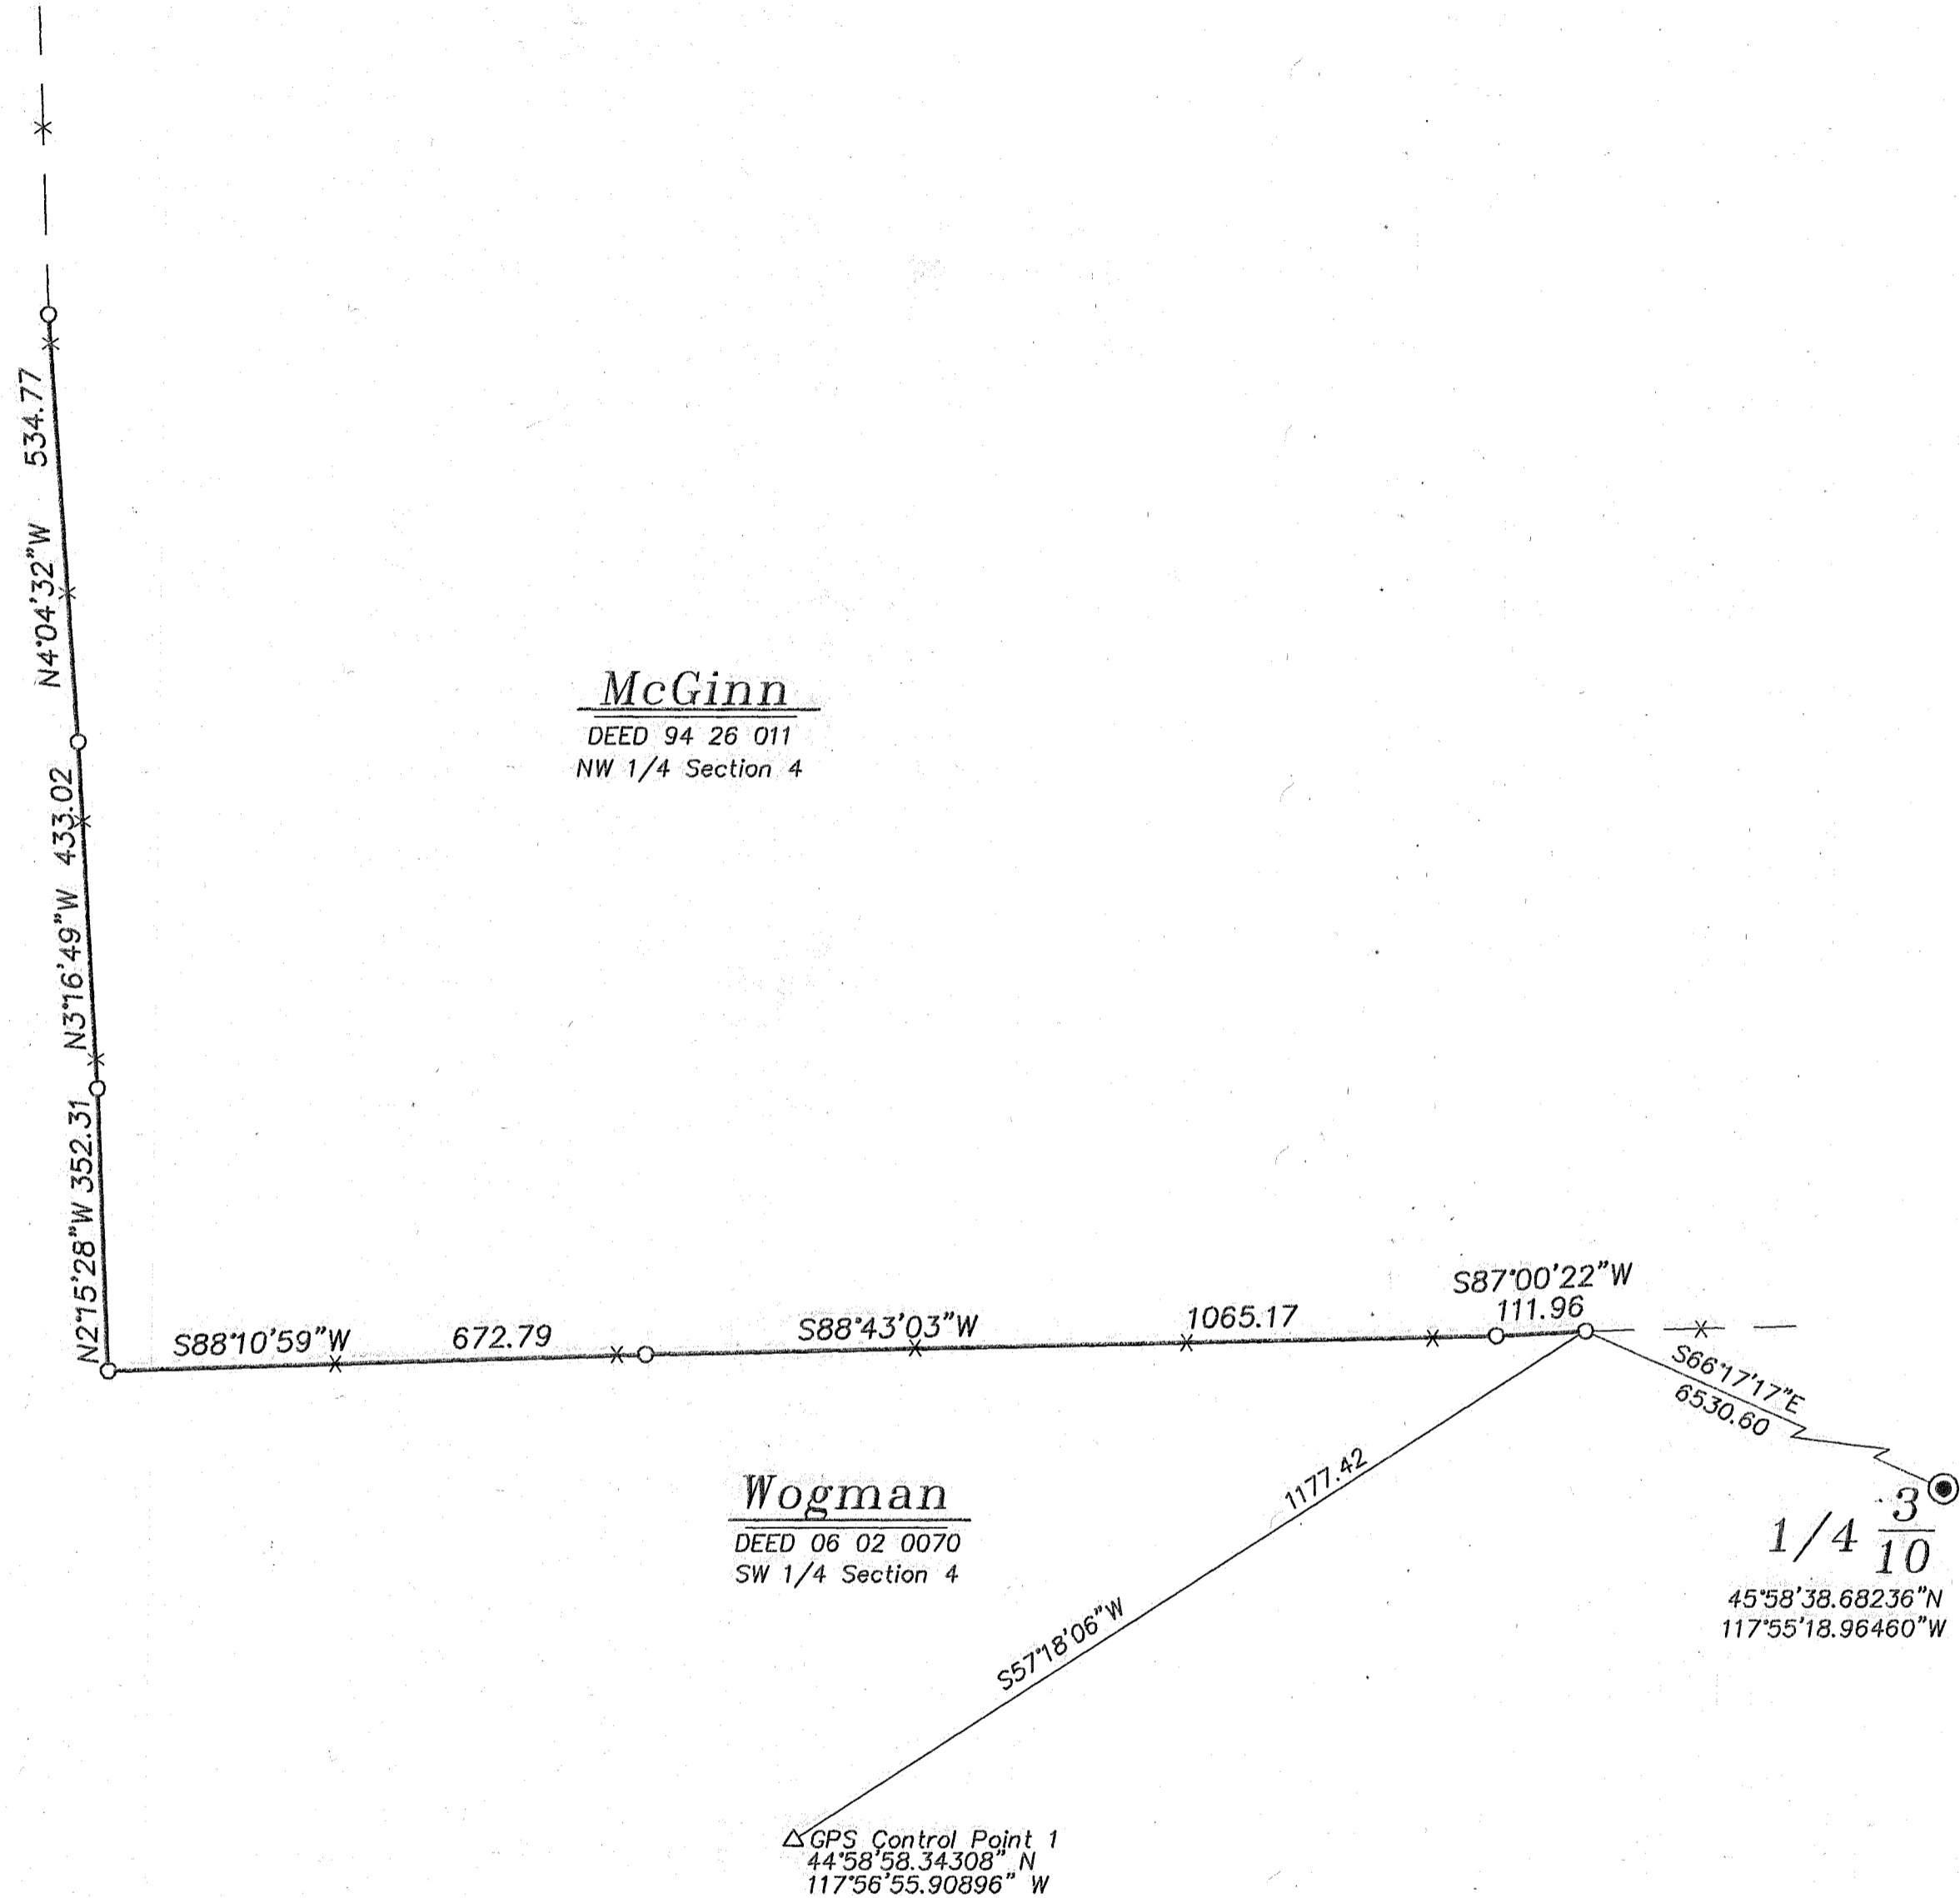 N4°04'32"W 534.77
McGinn
DEED 94 26 011
NW 1/4 Section 4
N3°16'49"W 433.02
N2°15'28"W 352.31
S88°10'59"W 672.79
S88°43'03"W 1065.17
S87°00'22"W
111.96
S66°17'17"E
6530.60
1/4 3/10
45°58'38.68236"N
117°55'18.96460"W
Wogman
DEED 06 02 0070
SW 1/4 Section 4
S57°18'06"W 1177.42
GPS Control Point 1
44°58'58.34308" N
117°56'55.90896" W